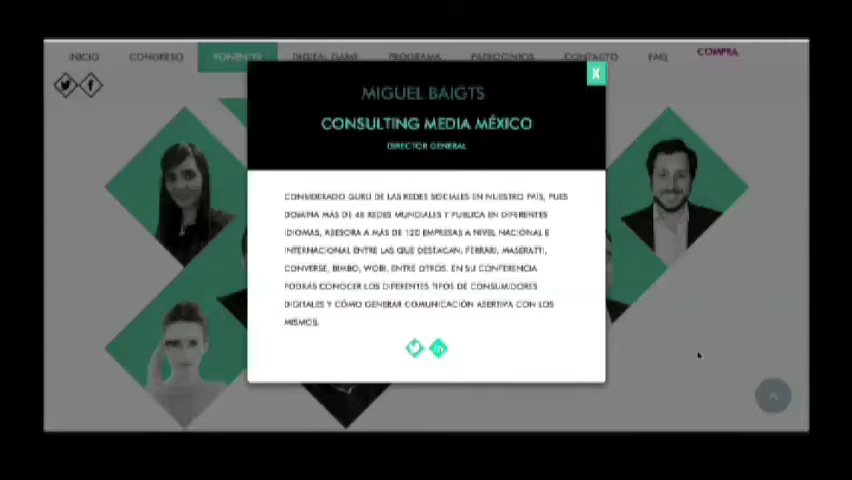 INICIO CONGRESO PONENTES DIGITAL GAME PROGRAMA PATROCINIOS CONTACTO FAQ COMPRA
X
MIGUEL BAIGTS
CONSULTING MEDIA MÉXICO
DIRECTOR GENERAL
CONSIDERADO GURÚ DE LAS REDES SOCIALES EN NUESTRO PAÍS, PUES
DOMINA MÁS DE 48 REDES MUNDIALES Y PUBLICA EN DIFERENTES
IDIOMAS, ASESORA A MÁS DE 120 EMPRESAS A NIVEL NACIONAL E
INTERNACIONAL ENTRE LAS QUE DESTACAN, FERRARI, MASERATTI,
CONVERSE, BIMBO, WOBI, ENTRE OTROS. EN SU CONFERENCIA
PODRÁS CONOCER LOS DIFERENTES TIPOS DE CONSUMIDORES
DIGITALES Y CÓMO GENERAR COMUNICACIÓN ASERTIVA CON LOS
MISMOS.